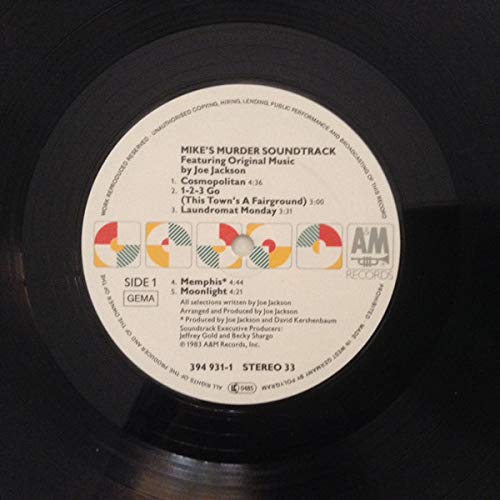 UNAUTHORISED COPYING, HIRING, LENDING, PUBLIC PERFORMANCE AND BROADCASTING OF THIS RECORD
PROHIBITED. MADE IN WEST GERMANY BY POLYGRAM
ALL RIGHTS OF THE PRODUCER AND OF THE OWNER OF THE
WORK REPRODUCED RESERVED
MIKE'S MURDER SOUNDTRACK
Featuring Original Music
by Joe Jackson
1. Cosmopolitan 4:36
2. 1-2-3 Go
(This Town's A Fairground) 3:00
3. Laundromat Monday 3:31
A&M
RECORDS
SIDE 1
GEMA
4. Memphis* 4:44
5. Moonlight 4:21
All selections written by Joe Jackson
Arranged and Produced by Joe Jackson
* Produced by Joe Jackson and David Kershenbaum
Soundtrack Executive Producers:
Jeffrey Gold and Becky Shargo
℗ 1983 A&M Records, Inc.
394 931-1 STEREO 33
LC 0485